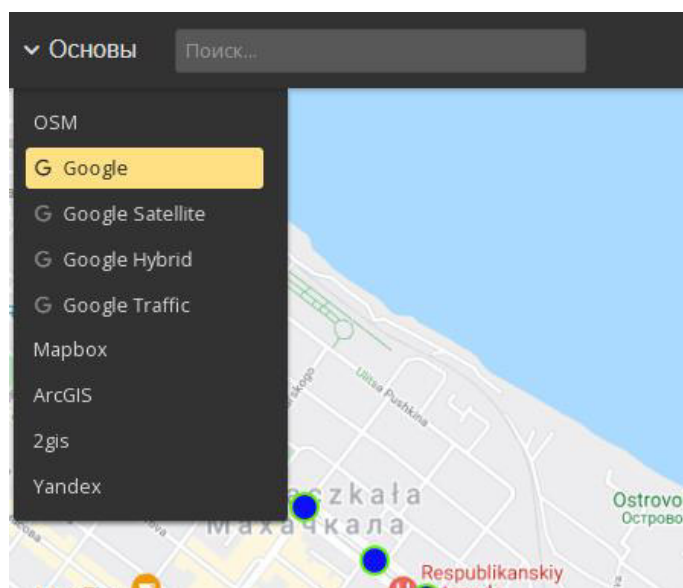 Основы
Поиск...
OSM
G Google
G Google Satellite
G Google Hybrid
G Google Traffic
Mapbox
ArcGIS
2gis
Yandex
Ulitsa Pushkina
Махачкала
Ostrovo
Острово
Respublikanskiy